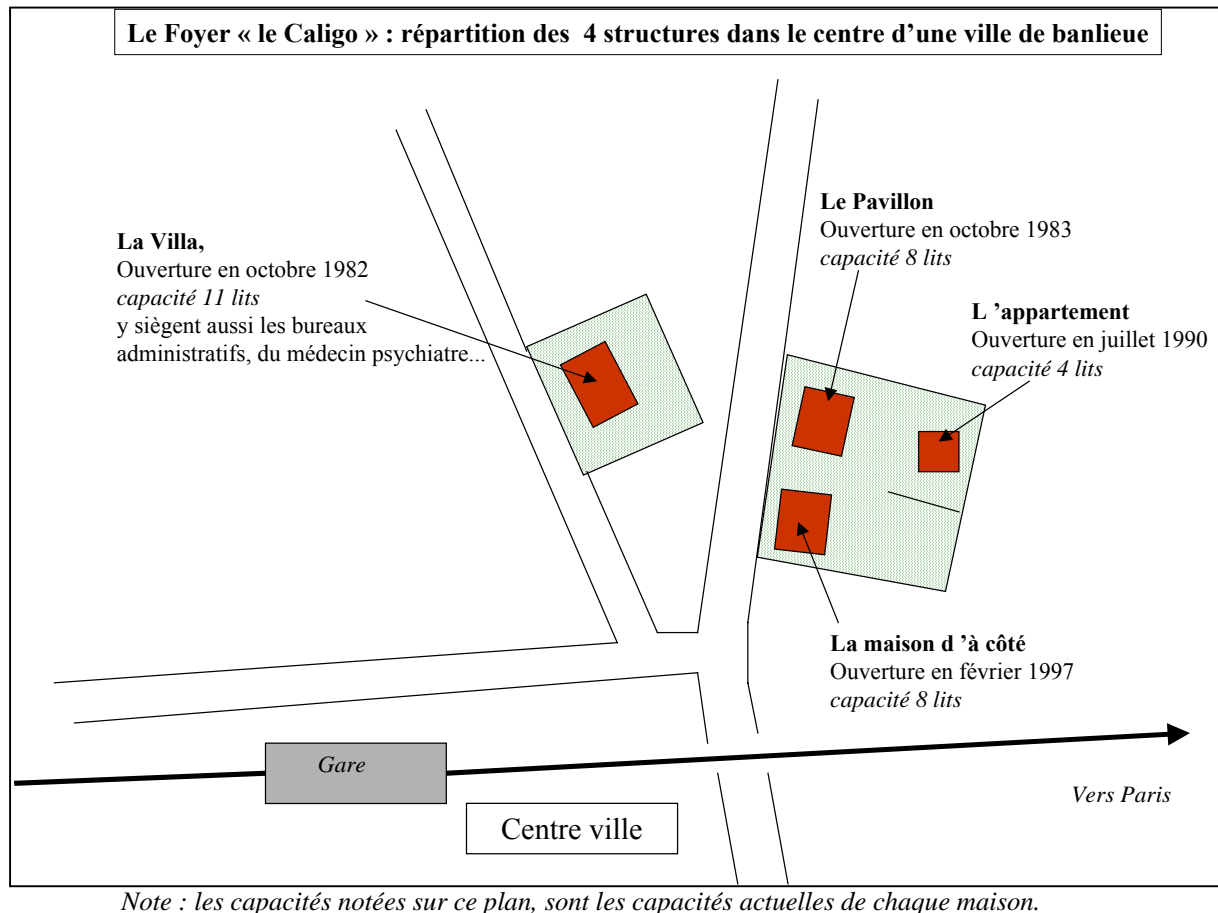 Le Foyer « le Caligo » : répartition des 4 structures dans le centre d’une ville de banlieue
La Villa,
Ouverture en octobre 1982
capacité 11 lits
y siègent aussi les bureaux
administratifs, du médecin psychiatre...
Le Pavillon
Ouverture en octobre 1983
capacité 8 lits
L ’appartement
Ouverture en juillet 1990
capacité 4 lits
La maison d ’à côté
Ouverture en février 1997
capacité 8 lits
Gare
Vers Paris
Centre ville
Note : les capacités notées sur ce plan, sont les capacités actuelles de chaque maison.